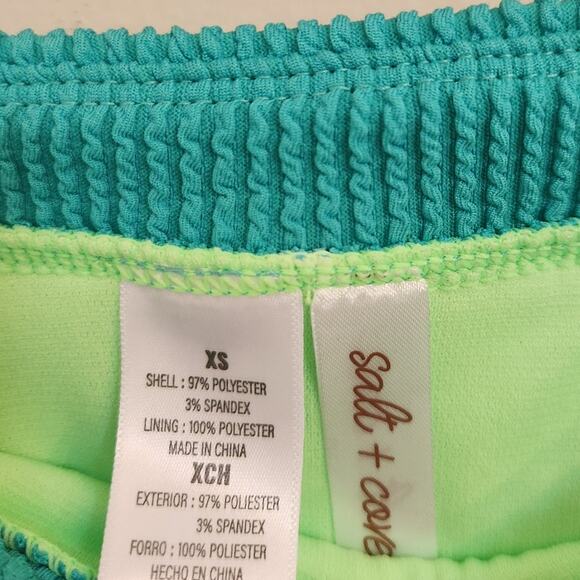 XS
SHELL : 97% POLYESTER
3% SPANDEX
LINING : 100% POLYESTER
MADE IN CHINA
XCH
EXTERIOR : 97% POLIESTER
3% SPANDEX
FORRO : 100% POLIESTER
HECHO EN CHINA
salt + cove